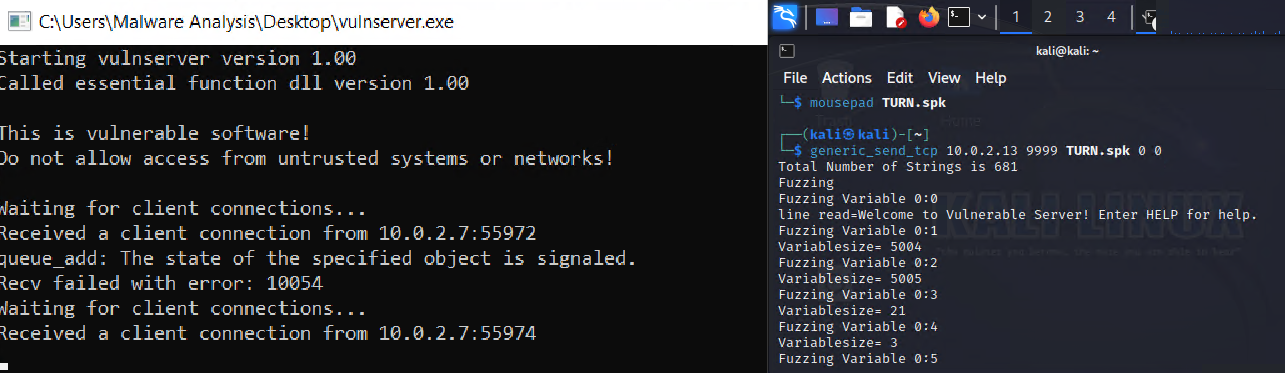 C:\Users\Malware Analysis\Desktop\vulnserver.exe
Starting vulnserver version 1.00
Called essential function dll version 1.00
This is vulnerable software!
Do not allow access from untrusted systems or networks!
Waiting for client connections...
Received a client connection from 10.0.2.7:55972
queue_add: The state of the specified object is signaled.
Recv failed with error: 10054
Waiting for client connections...
Received a client connection from 10.0.2.7:55974
1 2 3 4
kali@kali: ~
File Actions Edit View Help
└─$ mousepad TURN.spk
┌──(kali㉿kali)-[~]
└─$ generic_send_tcp 10.0.2.13 9999 TURN.spk 0 0
Total Number of Strings is 681
Fuzzing
Fuzzing Variable 0:0
line read=Welcome to Vulnerable Server! Enter HELP for help.
Fuzzing Variable 0:1
Variablesize= 5004
Fuzzing Variable 0:2
Variablesize= 5005
Fuzzing Variable 0:3
Variablesize= 21
Fuzzing Variable 0:4
Variablesize= 3
Fuzzing Variable 0:5
Trash
Home
KALI LINUX